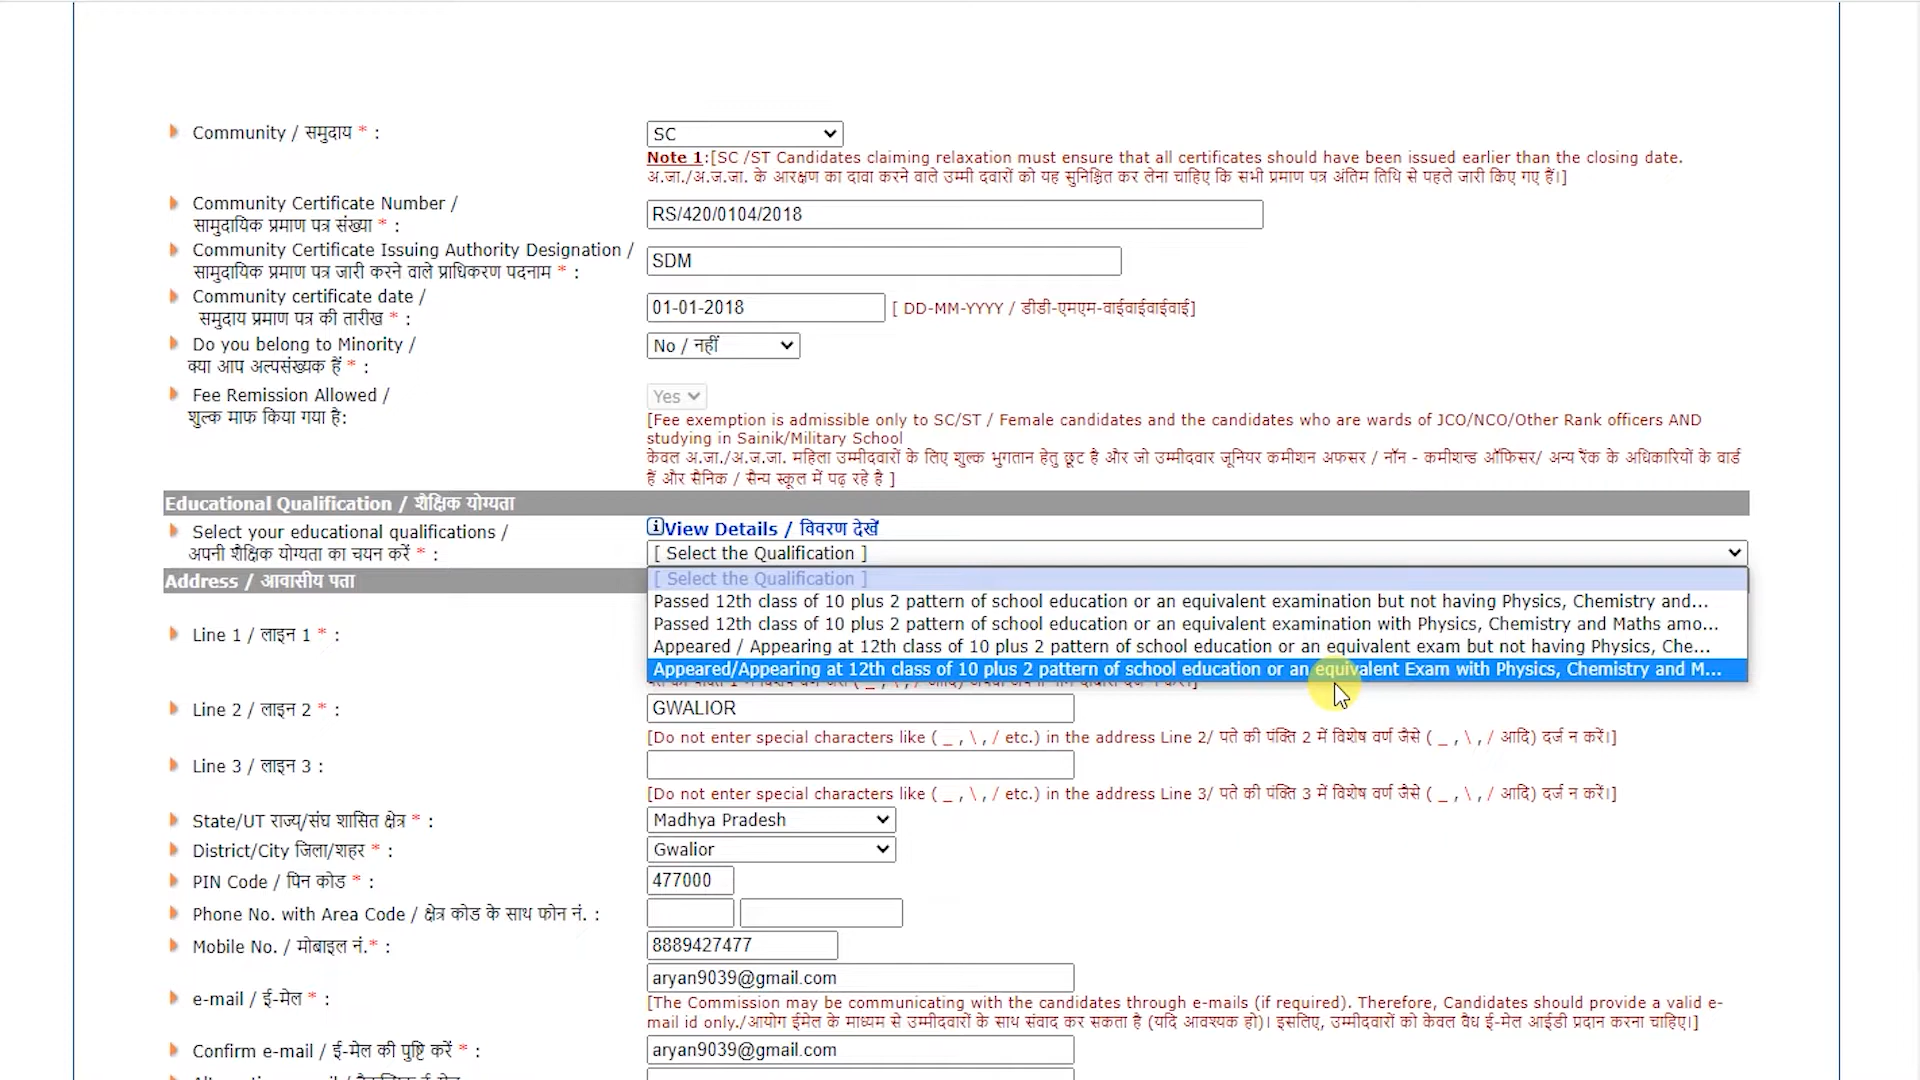 Community / समुदाय * :
SC
Note 1:[SC /ST Candidates claiming relaxation must ensure that all certificates should have been issued earlier than the closing date.
अ.जा./अ.ज.जा. के आरक्षण का दावा करने वाले उम्मी दवारों को यह सुनिश्चित कर लेना चाहिए कि सभी प्रमाण पत्र अंतिम तिथि से पहले जारी किए गए हैं।]
Community Certificate Number /
सामुदायिक प्रमाण पत्र संख्या * :
RS/420/0104/2018
Community Certificate Issuing Authority Designation /
सामुदायिक प्रमाण पत्र जारी करने वाले प्राधिकरण पदनाम * :
SDM
Community certificate date /
समुदाय प्रमाण पत्र की तारीख * :
01-01-2018 [ DD-MM-YYYY / डीडी-एमएम-वाईवाईवाईवाई]
Do you belong to Minority /
क्या आप अल्पसंख्यक हैं * :
No / नहीं
Fee Remission Allowed /
शुल्क माफ किया गया है:
Yes
[Fee exemption is admissible only to SC/ST / Female candidates and the candidates who are wards of JCO/NCO/Other Rank officers AND
studying in Sainik/Military School
केवल अ.जा./अ.ज.जा. महिला उम्मीदवारों के लिए शुल्क भुगतान हेतु छूट है और जो उम्मीदवार जूनियर कमीशन अफसर / नॉन - कमीशन्ड ऑफिसर/ अन्य रैंक के अधिकारियों के वार्ड
हैं और सैनिक / सैन्य स्कूल में पढ़ रहे है ]
Educational Qualification / शैक्षिक योग्यता
Select your educational qualifications /
अपनी शैक्षिक योग्यता का चयन करें * :
View Details / विवरण देखें
[ Select the Qualification ]
[ Select the Qualification ]
Passed 12th class of 10 plus 2 pattern of school education or an equivalent examination but not having Physics, Chemistry and...
Passed 12th class of 10 plus 2 pattern of school education or an equivalent examination with Physics, Chemistry and Maths amo...
Appeared / Appearing at 12th class of 10 plus 2 pattern of school education or an equivalent exam but not having Physics, Che...
Appeared/Appearing at 12th class of 10 plus 2 pattern of school education or an equivalent Exam with Physics, Chemistry and M...
Address / आवासीय पता
Line 1 / लाइन 1 * :
Line 2 / लाइन 2 * :
GWALIOR
[Do not enter special characters like ( _ , \ , / etc.) in the address Line 2/ पते की पंक्ति 2 में विशेष वर्ण जैसे ( _ , \ , / आदि) दर्ज न करें।]
Line 3 / लाइन 3 :
[Do not enter special characters like ( _ , \ , / etc.) in the address Line 3/ पते की पंक्ति 3 में विशेष वर्ण जैसे ( _ , \ , / आदि) दर्ज न करें।]
State/UT राज्य/संघ शासित क्षेत्र * :
Madhya Pradesh
District/City जिला/शहर * :
Gwalior
PIN Code / पिन कोड * :
477000
Phone No. with Area Code / क्षेत्र कोड के साथ फोन नं. :
Mobile No. / मोबाइल नं.* :
8889427477
e-mail / ई-मेल * :
aryan9039@gmail.com
[The Commission may be communicating with the candidates through e-mails (if required). Therefore, Candidates should provide a valid e-
mail id only./आयोग ईमेल के माध्यम से उम्मीदवारों के साथ संवाद कर सकता है (यदि आवश्यक हो)। इसलिए, उम्मीदवारों को केवल वैध ई-मेल आईडी प्रदान करना चाहिए।]
Confirm e-mail / ई-मेल की पुष्टि करें * :
aryan9039@gmail.com